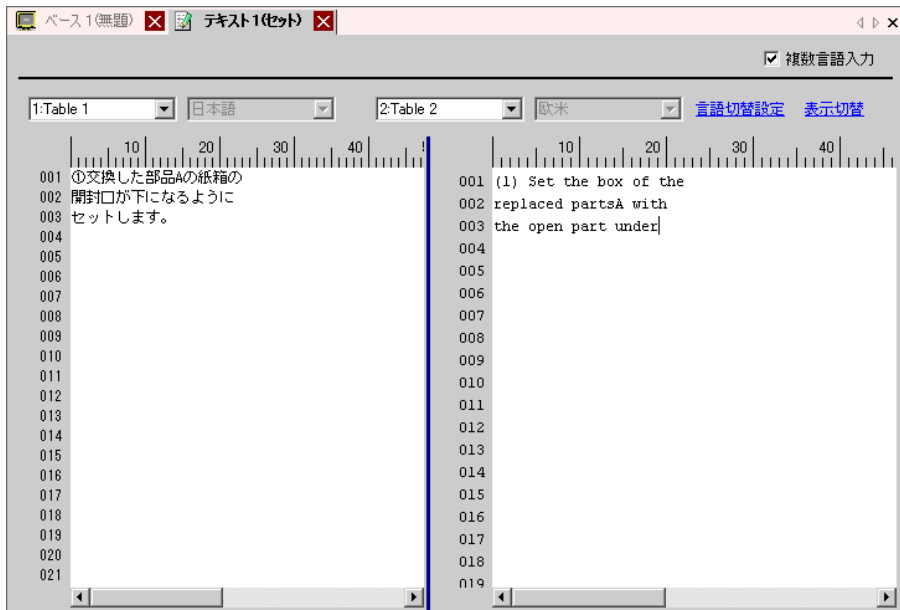 ベース1(無題)
テキスト1(セット)
複数言語入力
1:Table 1
日本語
2:Table 2
欧米
言語切替設定
表示切替
10 20 30 40
001 ①交換した部品Aの紙箱の
002 開封口が下になるように
003 セットします。
004
005
006
007
008
009
010
011
012
013
014
015
016
017
018
019
020
021
10 20 30 40
001 (1) Set the box of the
002 replaced partsA with
003 the open part under
004
005
006
007
008
009
010
011
012
013
014
015
016
017
018
019